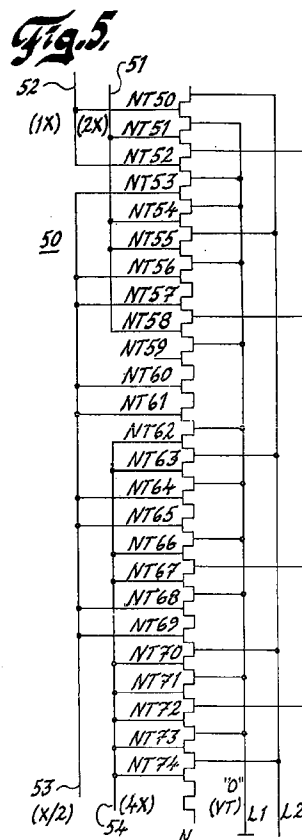 Fig. 5.
51
52
(1X)
(2X)
NT50
NT51
NT52
NT53
NT54
50
NT55
NT56
NT57
NT58
NT59
NT60
NT61
NT62
NT63
NT64
NT65
NT66
NT67
NT68
NT69
NT70
NT71
NT72
NT73
NT74
53
(X/2)
54
(4X)
N
"0"
(VT)
L1
L2